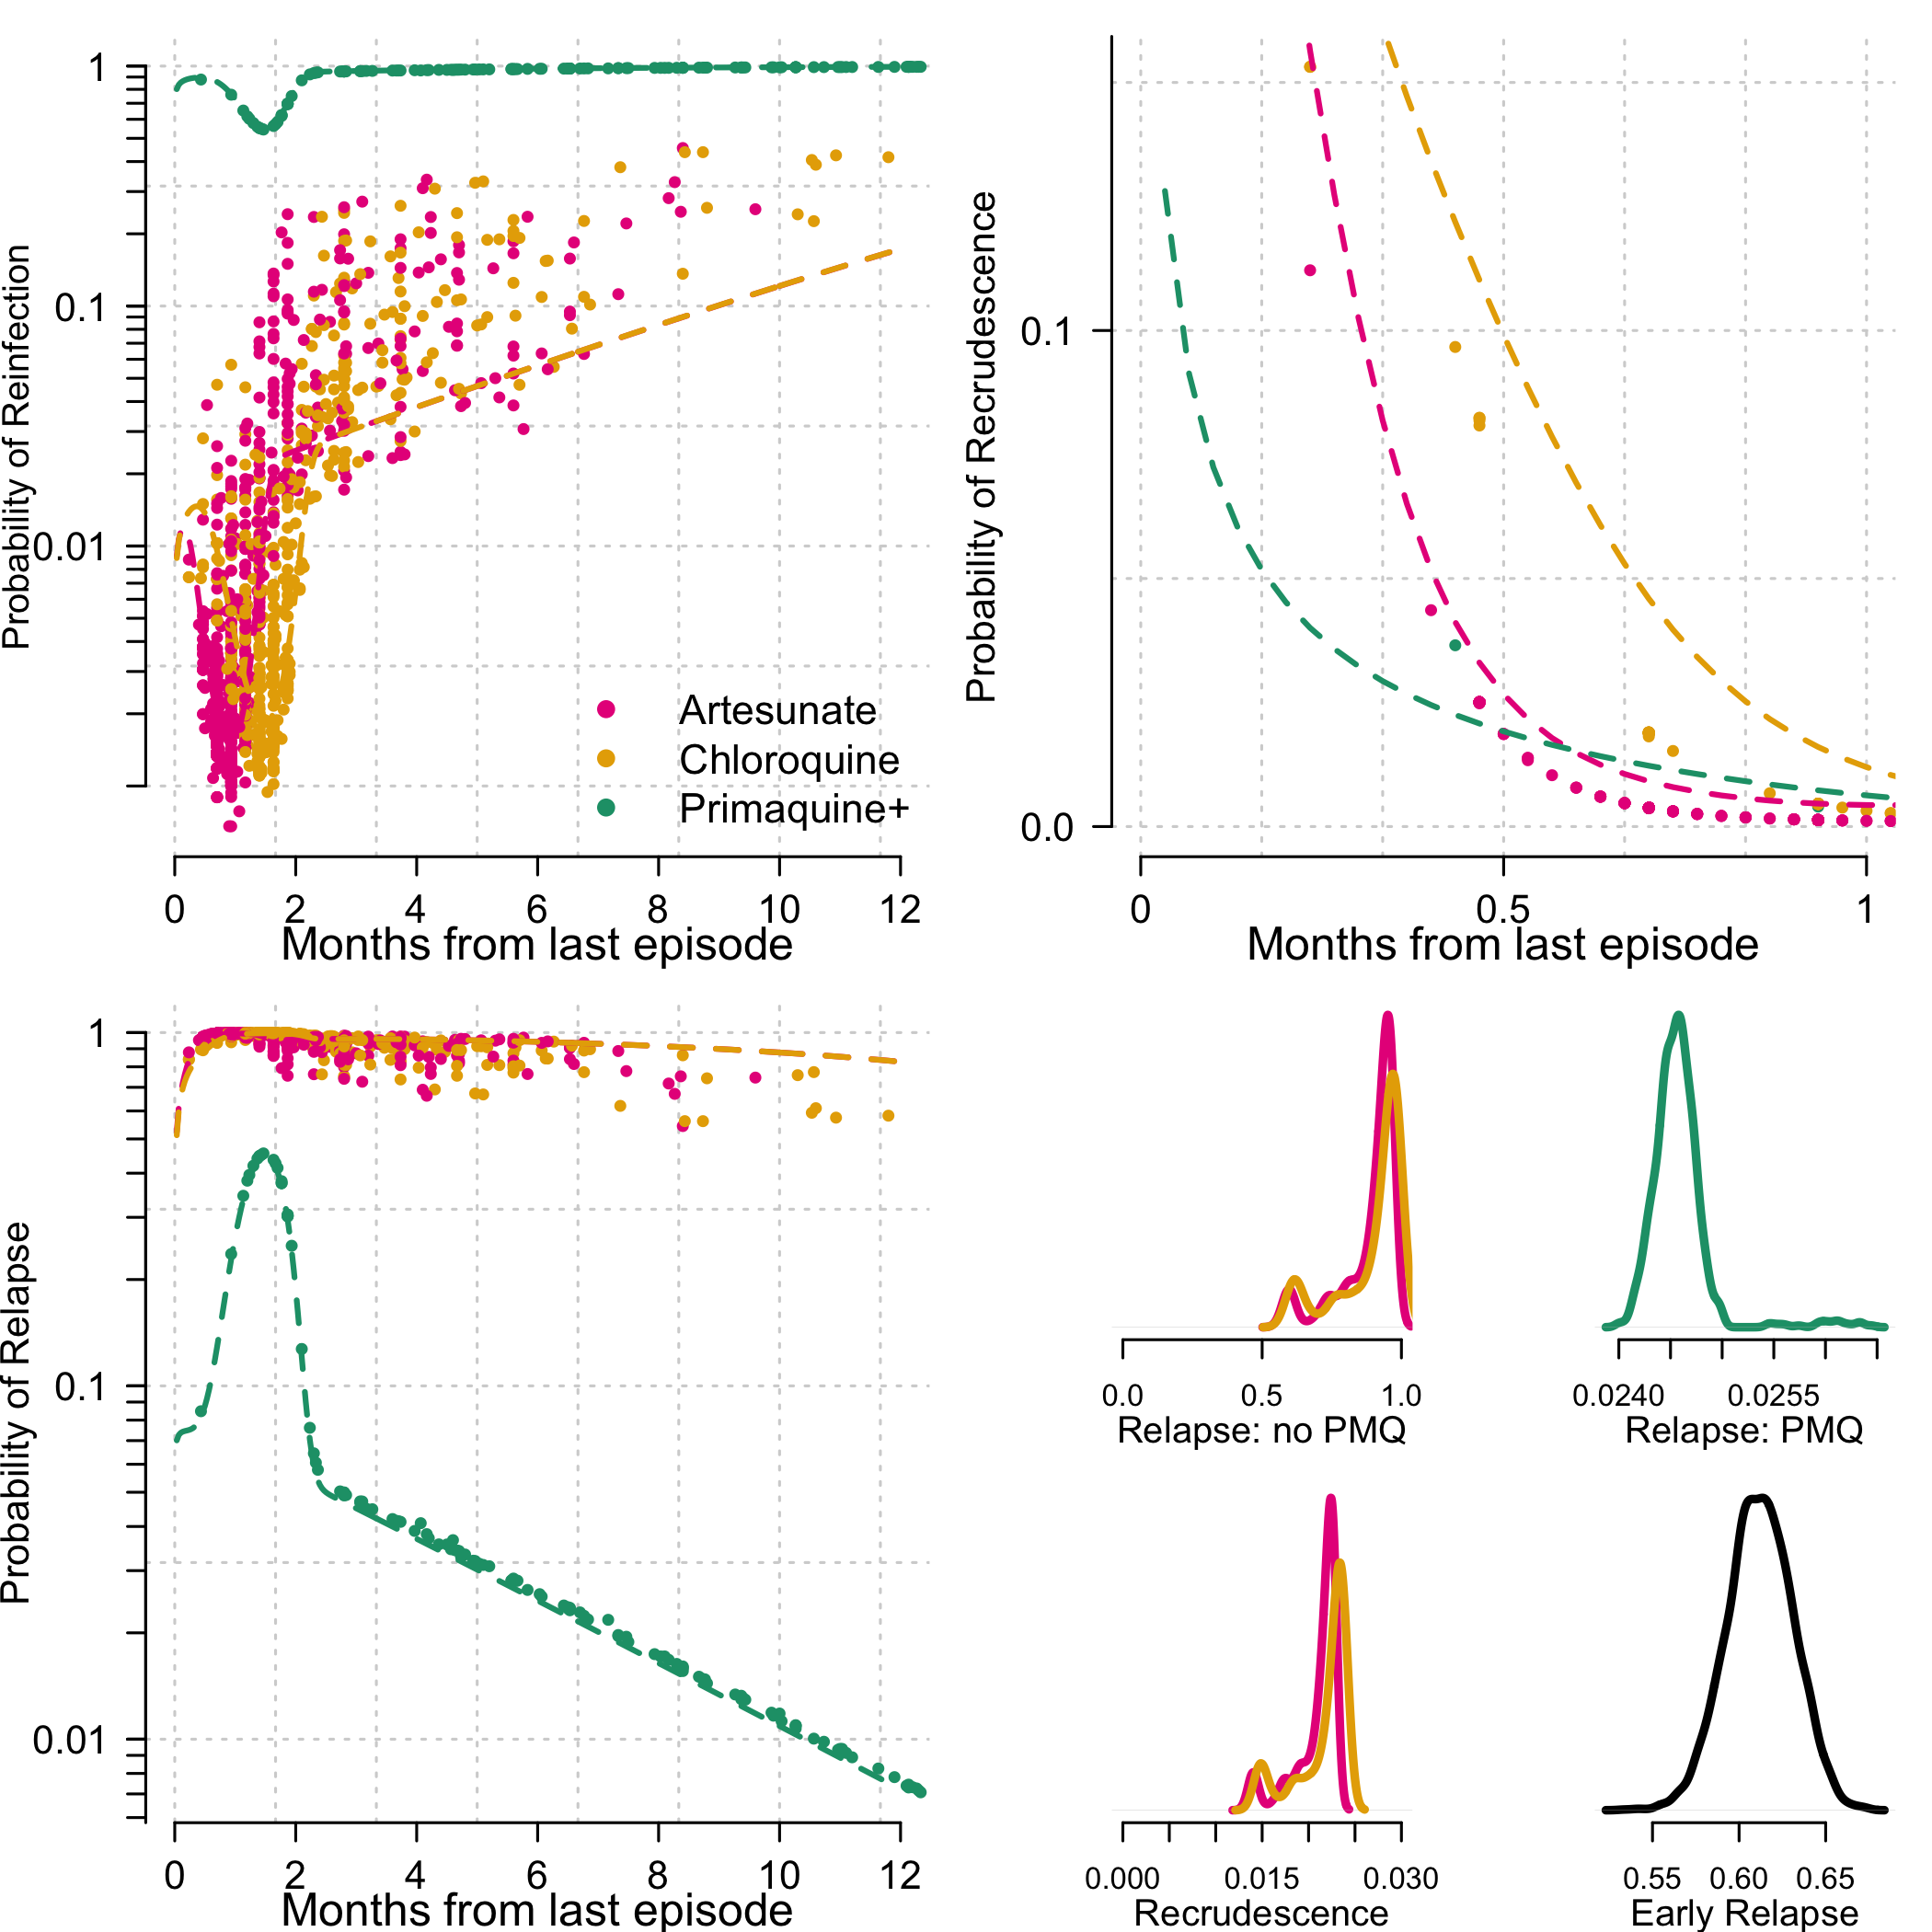 Probability of Reinfection
1
0.1
0.01
Artesunate
Chloroquine
Primaquine+
0 2 4 6 8 10 12
Months from last episode
Probability of Recrudescence
0.1
0.0
0 0.5 1
Months from last episode
Probability of Relapse
1
0.1
0.01
0 2 4 6 8 10 12
Months from last episode
0.0 0.5 1.0
Relapse: no PMQ
0.0240 0.0255
Relapse: PMQ
0.000 0.015 0.030
Recrudescence
0.55 0.60 0.65
Early Relapse